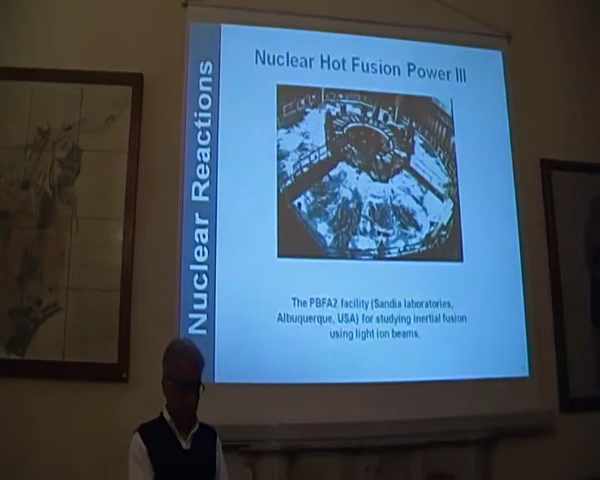 Nuclear Reactions
Nuclear Hot Fusion Power III
The PBFA2 facility (Sandia laboratories,
Albuquerque, USA) for studying inertial fusion
using light ion beams.